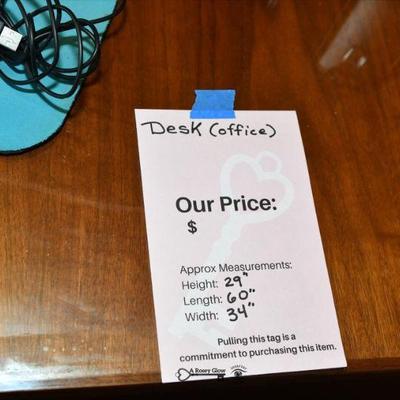 Desk (office)
Our Price:
$
Approx Measurements:
Height: 29"
Length: 60"
Width: 34"
Pulling this tag is a
commitment to purchasing this item.
A Rosey Glow